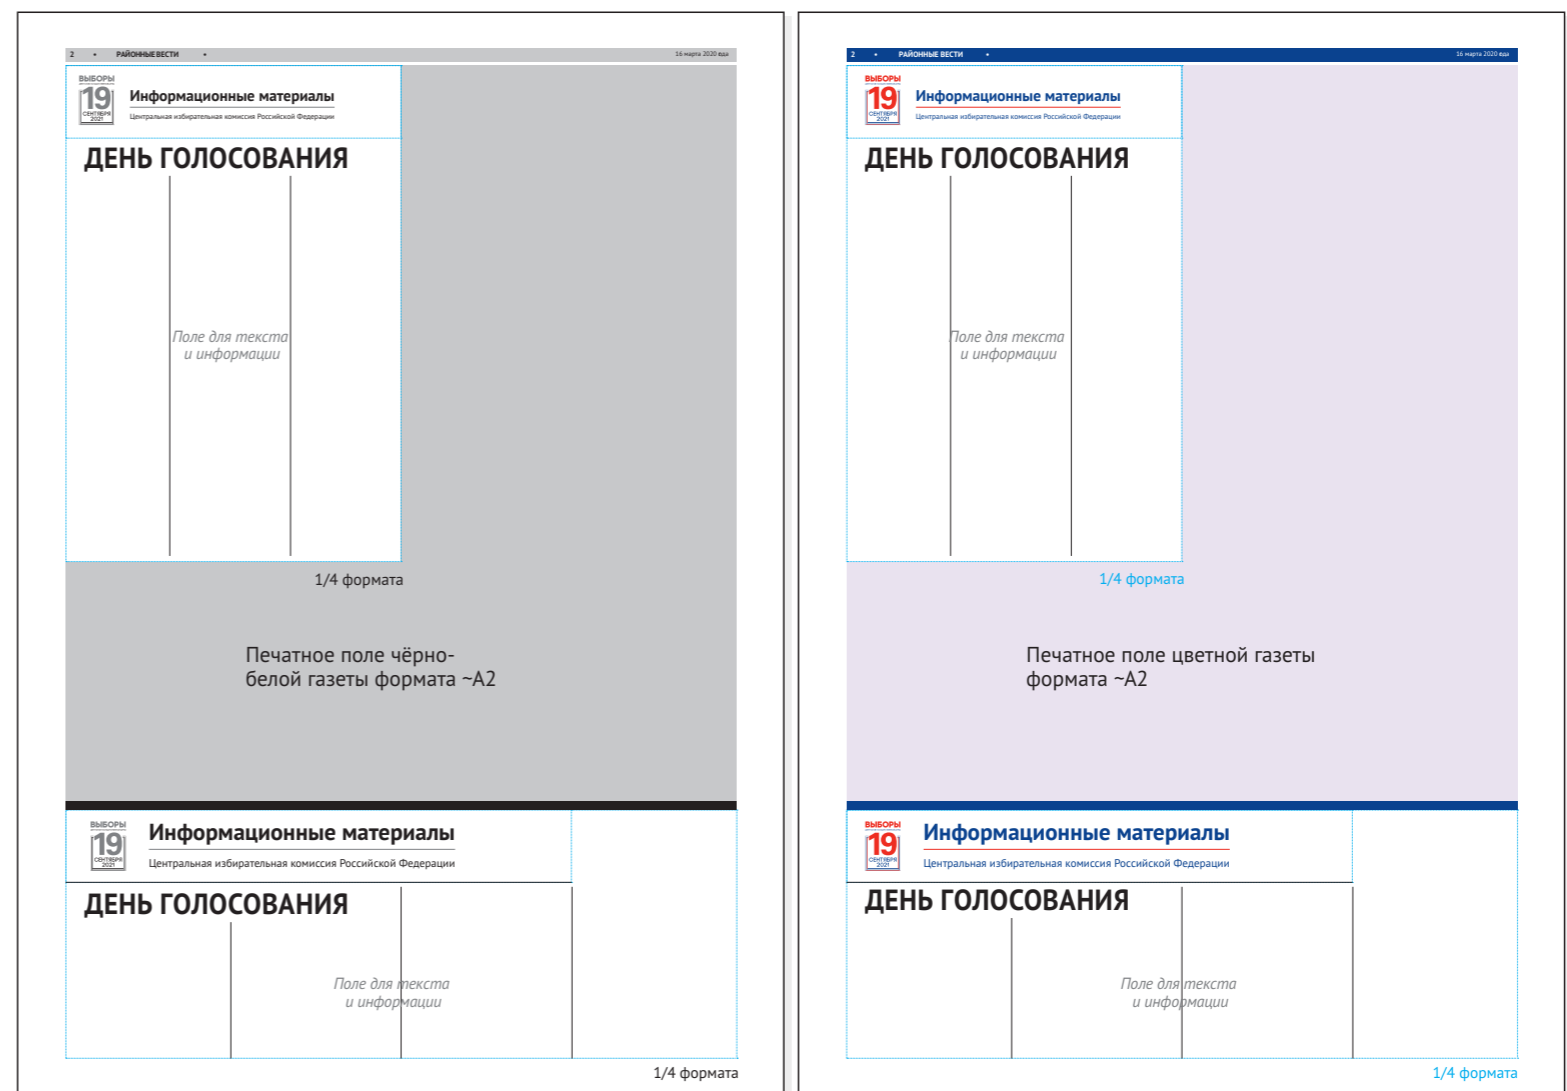 2 • РАЙОННЫЕ ВЕСТИ • 16 марта 2020 вда
ВЫБОРЫ
19
СЕНТЯБРЯ
2021
Информационные материалы
Центральная избирательная комиссия Российской Федерации
ДЕНЬ ГОЛОСОВАНИЯ
Поле для текста
и информации
1/4 формата
Печатное поле чёрно-
белой газеты формата ~А2
ВЫБОРЫ
19
СЕНТЯБРЯ
2021
Информационные материалы
Центральная избирательная комиссия Российской Федерации
ДЕНЬ ГОЛОСОВАНИЯ
Поле для текста
и информации
1/4 формата
2 • РАЙОННЫЕ ВЕСТИ • 16 марта 2020 вда
ВЫБОРЫ
19
СЕНТЯБРЯ
2021
Информационные материалы
Центральная избирательная комиссия Российской Федерации
ДЕНЬ ГОЛОСОВАНИЯ
Поле для текста
и информации
1/4 формата
Печатное поле цветной газеты
формата ~А2
ВЫБОРЫ
19
СЕНТЯБРЯ
2021
Информационные материалы
Центральная избирательная комиссия Российской Федерации
ДЕНЬ ГОЛОСОВАНИЯ
Поле для текста
и информации
1/4 формата